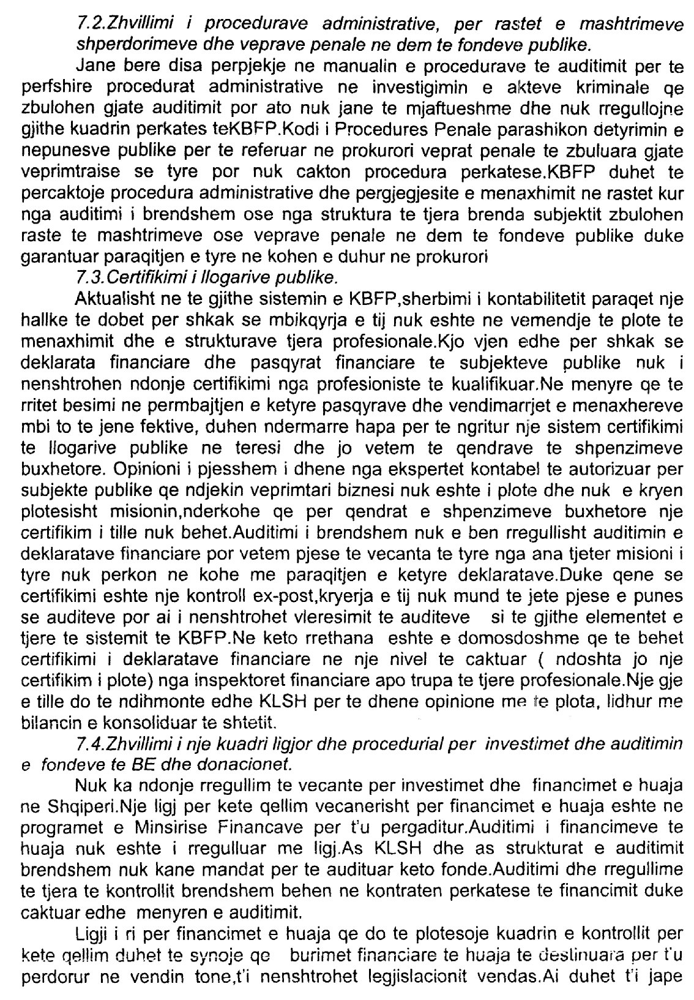 7.2.Zhvillimi i procedurave administrative, per rastet e mashtrimeve
shperdorimeve dhe veprave penale ne dem te fondeve publike.
Jane bere disa perpjekje ne manualin e procedurave te auditimit per te
perfshire procedurat administrative ne investigimin e akteve kriminale qe
zbulohen gjate auditimit por ato nuk jane te mjaftueshme dhe nuk rregullojne
gjithe kuadrin perkates teKBFP.Kodi i Procedures Penale parashikon detyrimin e
nepunesve publike per te referuar ne prokurori veprat penale te zbuluara gjate
veprimtraise se tyre por nuk cakton procedura perkatese.KBFP duhet te
percaktoje procedura administrative dhe pergjegjesite e menaxhimit ne rastet kur
nga auditimi i brendshem ose nga struktura te tjera brenda subjektit zbulohen
raste te mashtrimeve ose veprave penale ne dem te fondeve publike duke
garantuar paraqitjen e tyre ne kohen e duhur ne prokurori
7.3.Certifikimi i llogarive publike.
Aktualisht ne te gjithe sistemin e KBFP,sherbimi i kontabilitetit paraqet nje
hallke te dobet per shkak se mbikqyrja e tij nuk eshte ne vemendje te plote te
menaxhimit dhe e strukturave tjera profesionale.Kjo vjen edhe per shkak se
deklarata financiare dhe pasqyrat financiare te subjekteve publike nuk i
nenshtrohen ndonje certifikimi nga profesioniste te kualifikuar.Ne menyre qe te
rritet besimi ne permbajtjen e ketyre pasqyrave dhe vendimarrjet e menaxhereve
mbi to te jene fektive, duhen ndermarre hapa per te ngritur nje sistem certifikimi
te llogarive publike ne teresi dhe jo vetem te qendrave te shpenzimeve
buxhetore. Opinioni i pjesshem i dhene nga ekspertet kontabel te autorizuar per
subjekte publike qe ndjekin veprimtari biznesi nuk eshte i plote dhe nuk e kryen
plotesisht misionin,nderkohe qe per qendrat e shpenzimeve buxhetore nje
certifikim i tille nuk behet.Auditimi i brendshem nuk e ben rregullisht auditimin e
deklaratave financiare por vetem pjese te vecanta te tyre nga ana tjeter misioni i
tyre nuk perkon ne kohe me paraqitjen e ketyre deklaratave.Duke qene se
certifikimi eshte nje kontroll ex-post,kryerja e tij nuk mund te jete pjese e punes
se auditeve por ai i nenshtrohet vleresimit te auditeve si te gjithe elementet e
tjere te sistemit te KBFP.Ne keto rrethana eshte e domosdoshme qe te behet
certifikimi i deklaratave financiare ne nje nivel te caktuar ( ndoshta jo nje
certifikim i plote) nga inspektoret financiare apo trupa te tjere profesionale.Nje gje
e tille do te ndihmonte edhe KLSH per te dhene opinione me te plota, lidhur me
bilancin e konsoliduar te shtetit.
7.4.Zhvillimi i nje kuadri ligjor dhe procedurial per investimet dhe auditimin
e fondeve te BE dhe donacionet.
Nuk ka ndonje rregullim te vecante per investimet dhe financimet e huaja
ne Shqiperi.Nje ligj per kete qellim vecanerisht per financimet e huaja eshte ne
programet e Minsirise Financave per t'u pergaditur.Auditimi i financimeve te
huaja nuk eshte i rregulluar me ligj.As KLSH dhe as strukturat e auditimit
brendshem nuk kane mandat per te audituar keto fonde.Auditimi dhe rregullime
te tjera te kontrollit brendshem behen ne kontraten perkatese te financimit duke
caktuar edhe menyren e auditimit.
Ligji i ri per financimet e huaja qe do te plotesoje kuadrin e kontrollit per
kete qellim duhet te synoje qe burimet financiare te huaja te destinuara per t'u
perdorur ne vendin tone,t'i nenshtrohet legjislacionit vendas.Ai duhet t'i jape